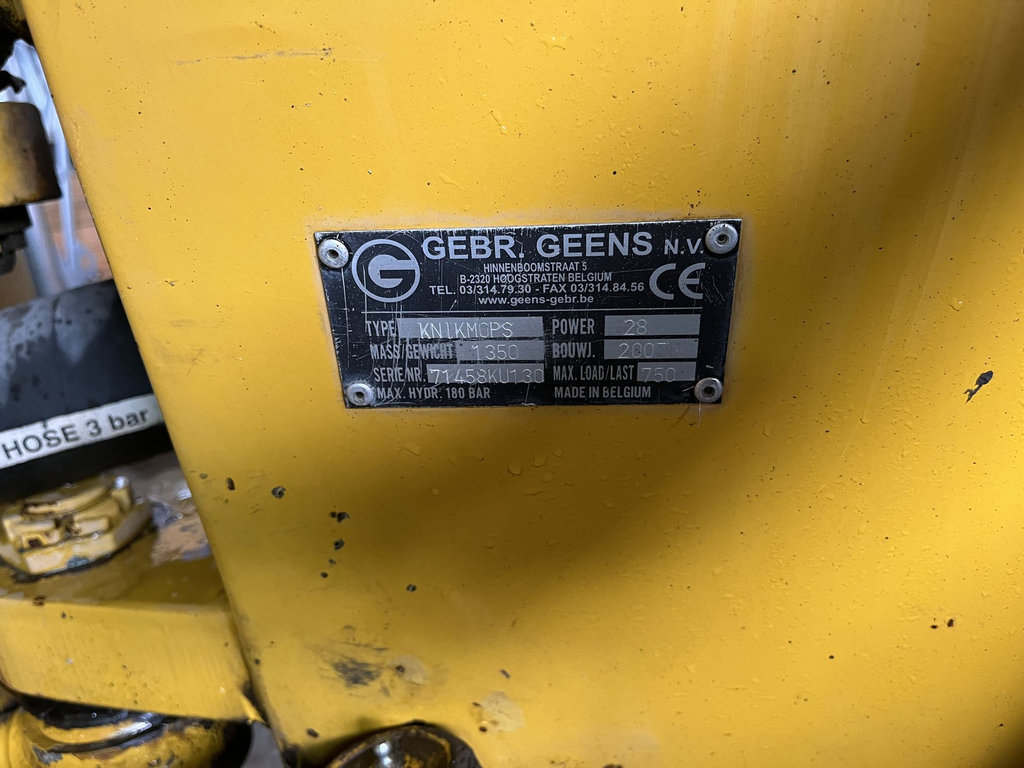 G
GEBR. GEENS N.V.
HINNENBOOMSTRAAT 5
B-2320 HOOGSTRATEN BELGIUM
TEL. 03/314.79.30 - FAX 03/314.84.56
www.geens-gebr.be
CE
TYPE KNIKMOPS POWER 28
MASS/GEWICHT 1350 BOUWJ. 2007
SERIE/NR. 71458KU130 MAX. LOAD/LAST 750
MAX. HYDR. 180 BAR MADE IN BELGIUM
HOSE 3 bar